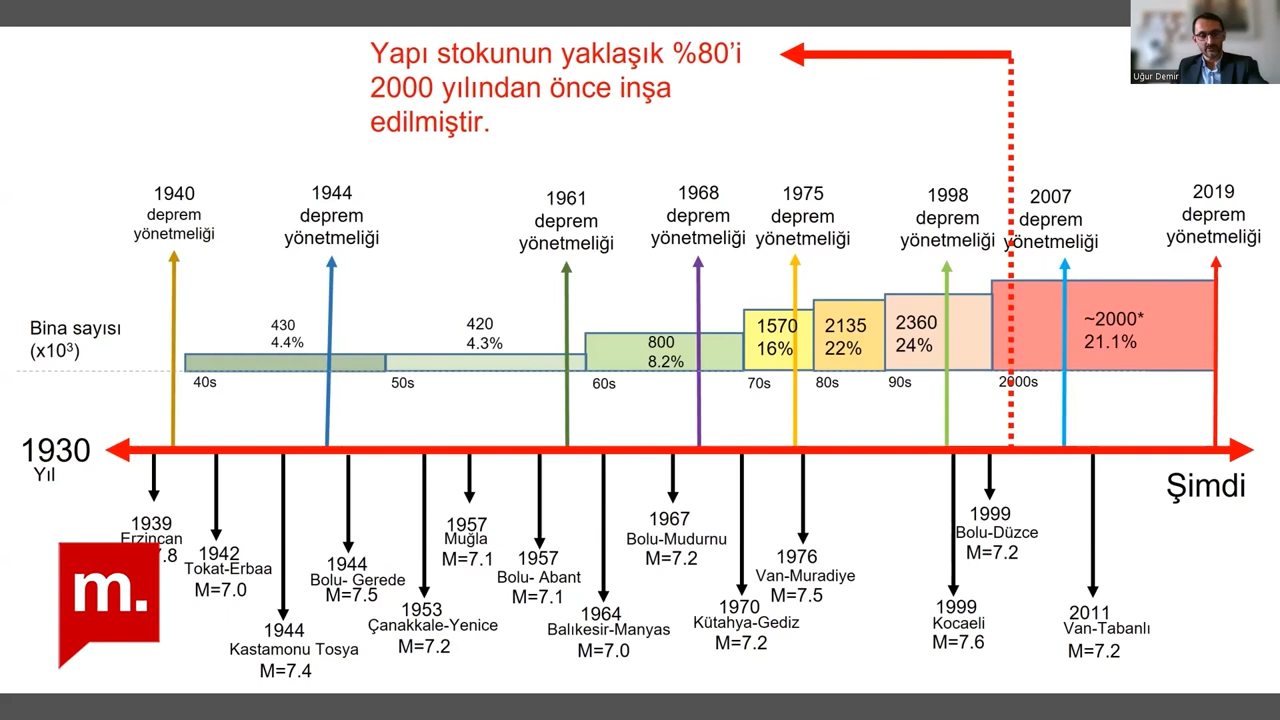 Yapı stokunun yaklaşık %80’i
2000 yılından önce inşa
edilmiştir.
Uğur Demir
1940
deprem
yönetmeliği
1944
deprem
yönetmeliği
1961
deprem
yönetmeliği
1968
deprem
yönetmeliği
1975
deprem
yönetmeliği
1998
deprem
yönetmeliği
2007
deprem
yönetmeliği
2019
deprem
yönetmeliği
Bina sayısı
(x10³)
430
4.4%
420
4.3%
800
8.2%
1570
16%
2135
22%
2360
24%
~2000*
21.1%
40s
50s
60s
70s
80s
90s
2000s
1930
Yıl
Şimdi
1939
Erzincan
.8
1942
Tokat-Erbaa
M=7.0
1944
Kastamonu Tosya
M=7.4
1944
Bolu- Gerede
M=7.5
1953
Çanakkale-Yenice
M=7.2
1957
Muğla
M=7.1
1957
Bolu- Abant
M=7.1
1964
Balıkesir-Manyas
M=7.0
1967
Bolu-Mudurnu
M=7.2
1970
Kütahya-Gediz
M=7.2
1976
Van-Muradiye
M=7.5
1999
Kocaeli
M=7.6
1999
Bolu-Düzce
M=7.2
2011
Van-Tabanlı
M=7.2
m.